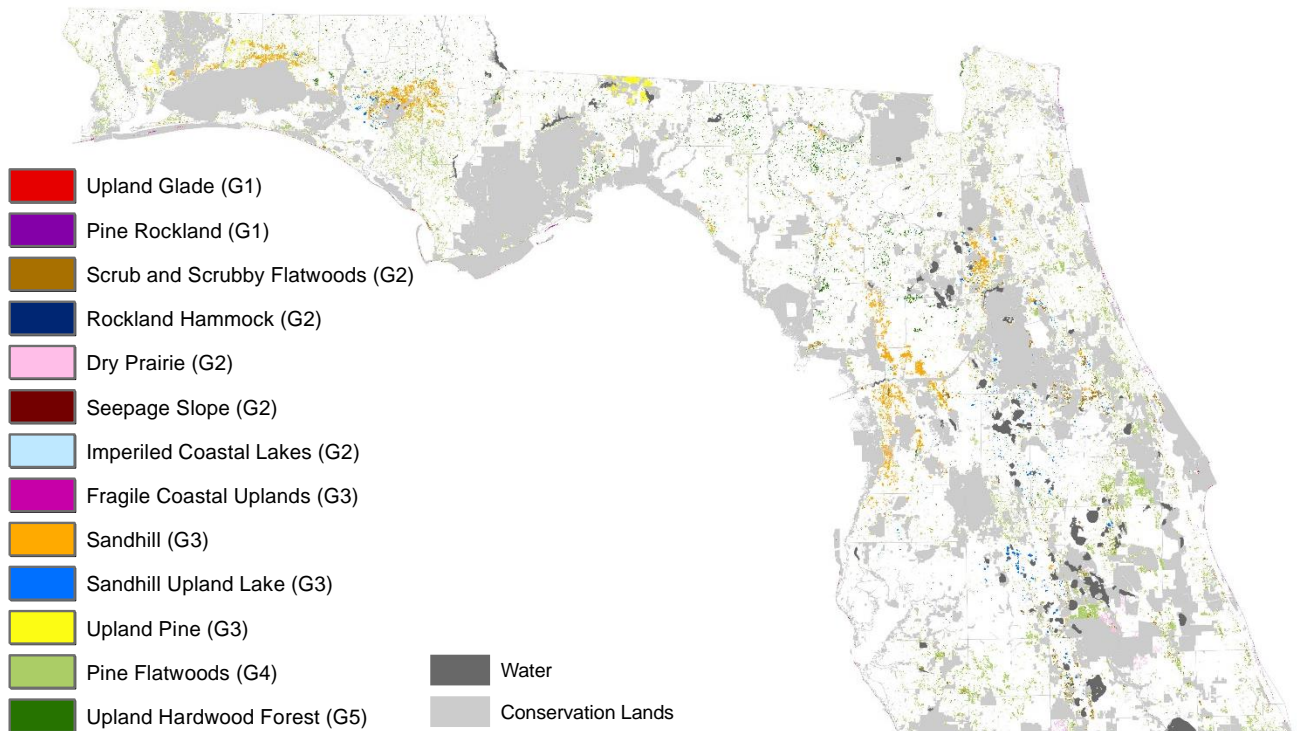 Upland Glade (G1)
Pine Rockland (G1)
Scrub and Scrubby Flatwoods (G2)
Rockland Hammock (G2)
Dry Prairie (G2)
Seepage Slope (G2)
Imperiled Coastal Lakes (G2)
Fragile Coastal Uplands (G3)
Sandhill (G3)
Sandhill Upland Lake (G3)
Upland Pine (G3)
Pine Flatwoods (G4)
Upland Hardwood Forest (G5)
Water
Conservation Lands